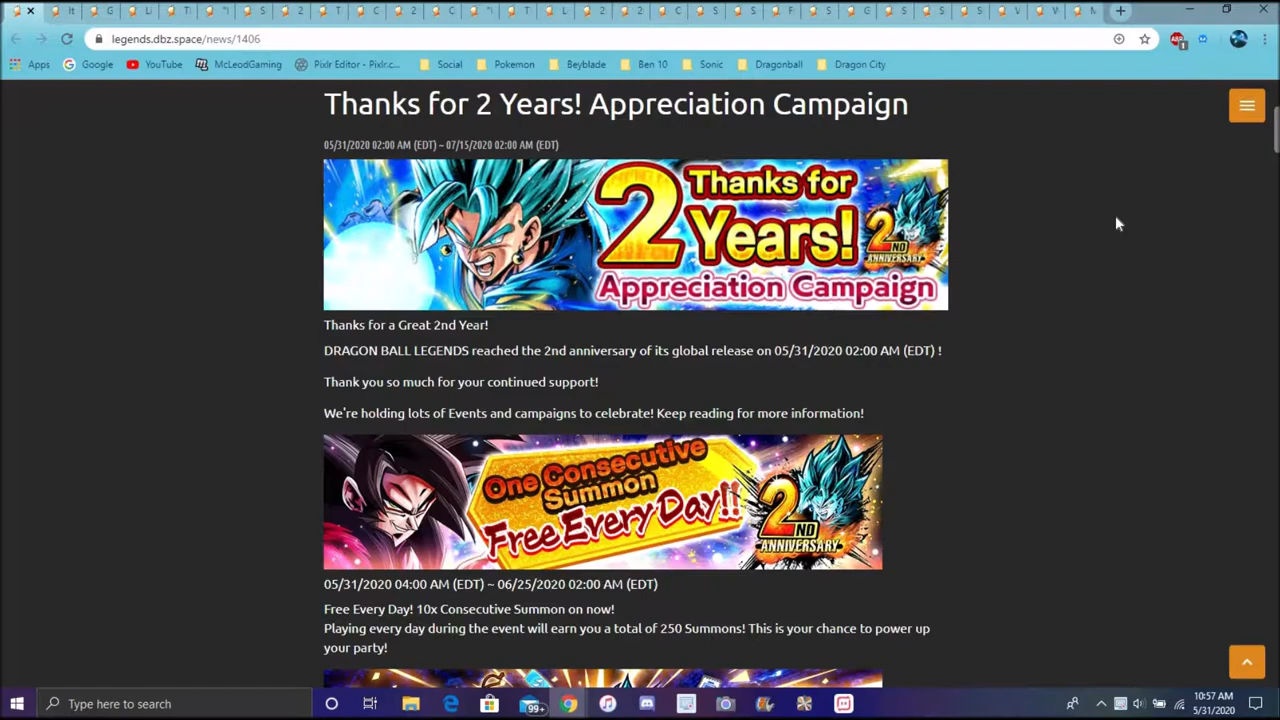 legends.dbz.space/news/1406
Apps Google YouTube McLeodGaming Pixlr Editor - Pixlr.c... Social Pokemon Beyblade Ben 10 Sonic Dragonball Dragon City
Thanks for 2 Years! Appreciation Campaign
05/31/2020 02:00 AM (EDT) ~ 07/15/2020 02:00 AM (EDT)
2 Thanks for
Years!
2ND
ANNIVERSARY
Appreciation Campaign
Thanks for a Great 2nd Year!
DRAGON BALL LEGENDS reached the 2nd anniversary of its global release on 05/31/2020 02:00 AM (EDT) !
Thank you so much for your continued support!
We're holding lots of Events and campaigns to celebrate! Keep reading for more information!
One Consecutive
Summon
Free Every Day!!
2ND
ANNIVERSARY
05/31/2020 04:00 AM (EDT) ~ 06/25/2020 02:00 AM (EDT)
Free Every Day! 10x Consecutive Summon on now!
Playing every day during the event will earn you a total of 250 Summons! This is your chance to power up
your party!
Type here to search
99+
10:57 AM
5/31/2020